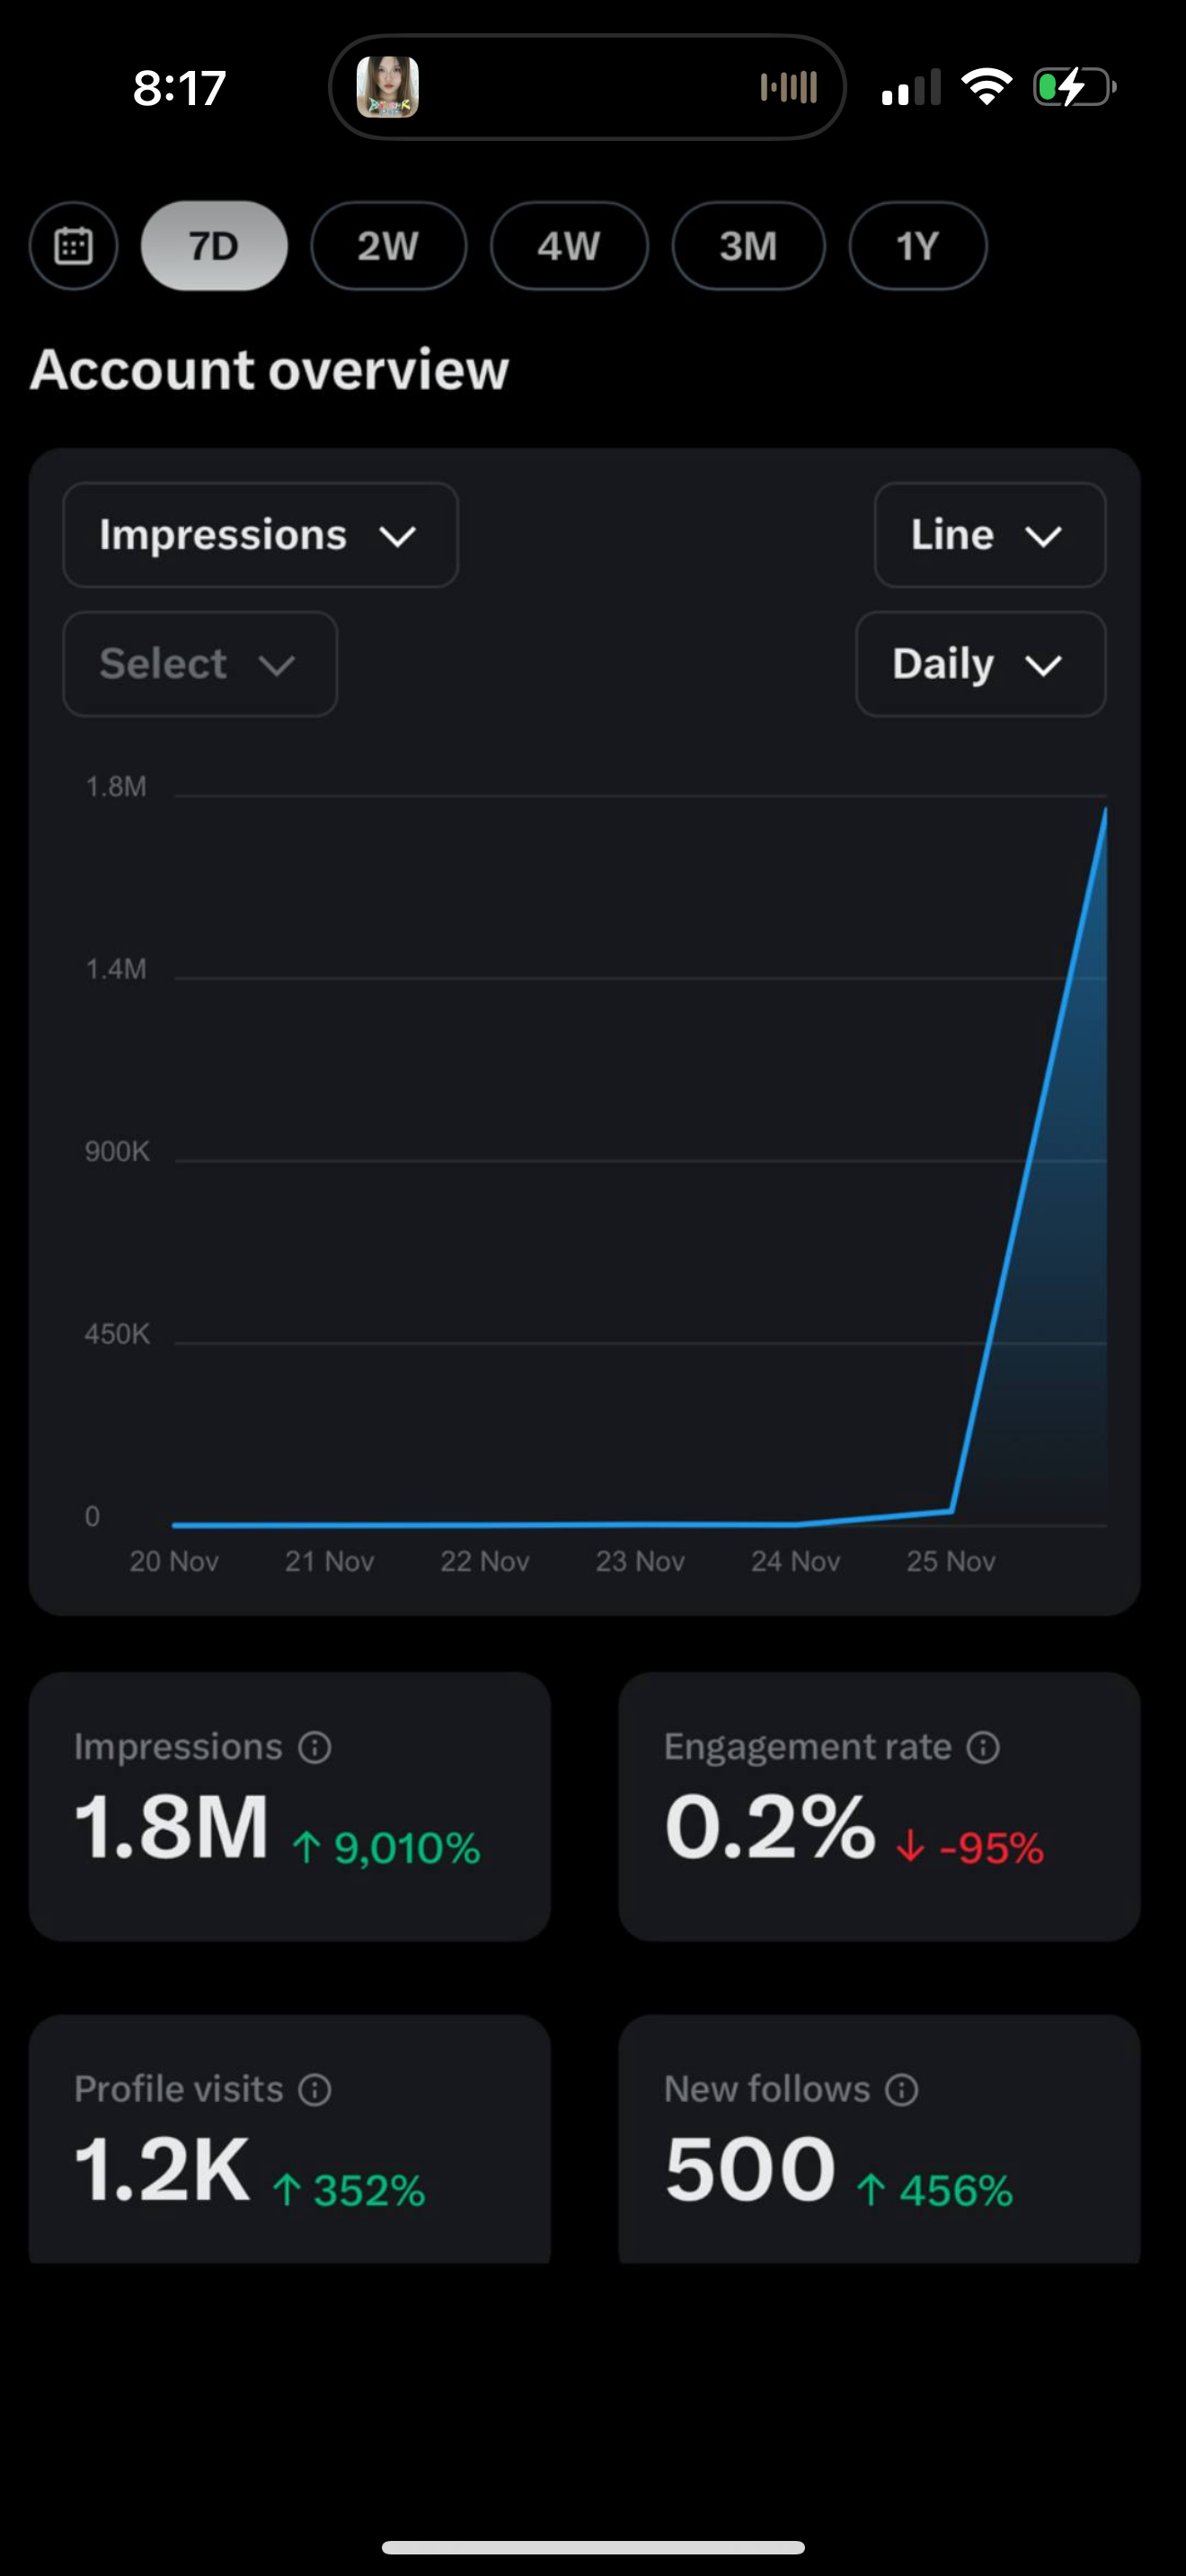 8:17
7D 2W 4W 3M 1Y
Account overview
Impressions Line
Select Daily
1.8M
1.4M
900K
450K
0
20 Nov 21 Nov 22 Nov 23 Nov 24 Nov 25 Nov
Impressions Engagement rate
1.8M ↑ 9,010% 0.2% ↓ -95%
Profile visits New follows
1.2K ↑ 352% 500 ↑ 456%